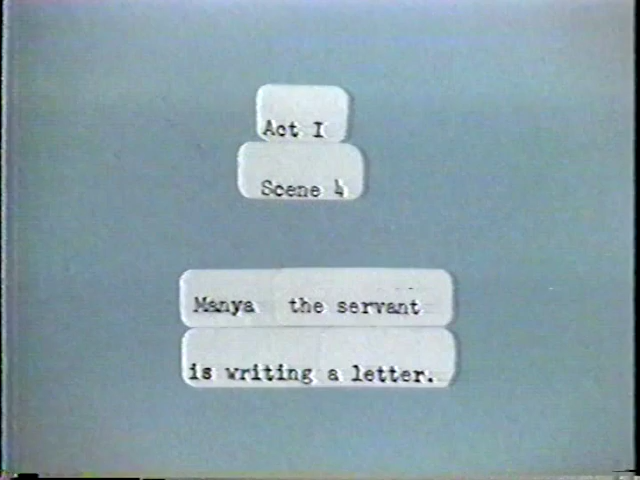 Act I
Scene 4
Manya the servant
is writing a letter.